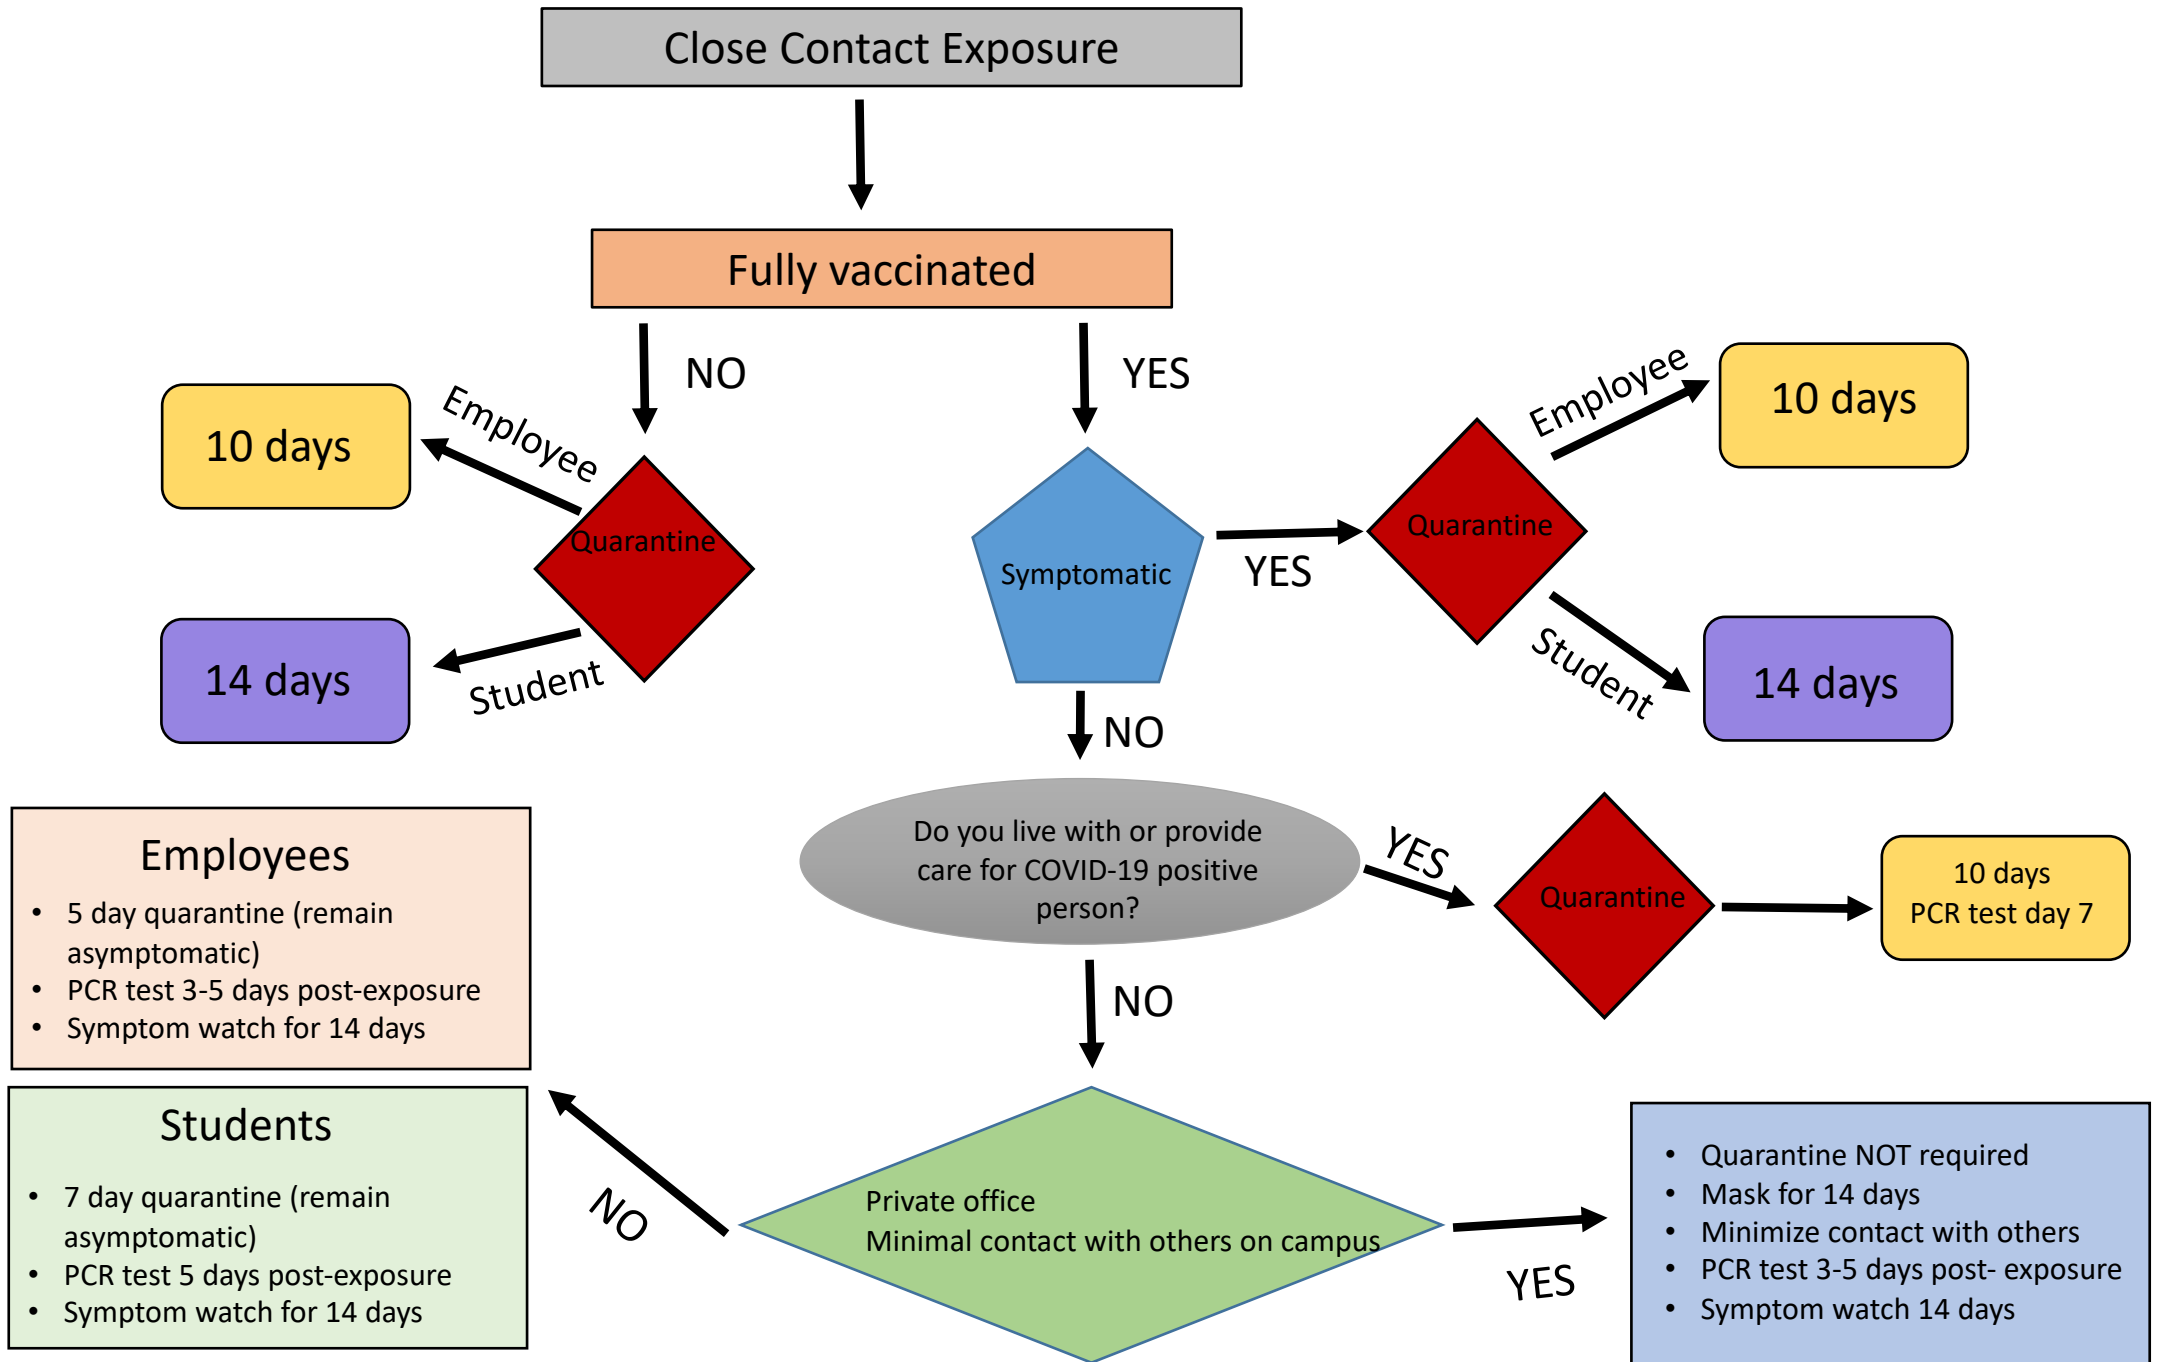 Close Contact Exposure
Fully vaccinated
NO
YES
Employee
10 days
Quarantine
Student
14 days
Symptomatic
YES
Quarantine
Employee
10 days
Student
14 days
NO
Do you live with or provide
care for COVID-19 positive
person?
YES
Quarantine
10 days
PCR test day 7
NO
Private office
Minimal contact with others on campus
NO
Employees
• 5 day quarantine (remain
asymptomatic)
• PCR test 3-5 days post-exposure
• Symptom watch for 14 days
Students
• 7 day quarantine (remain
asymptomatic)
• PCR test 5 days post-exposure
• Symptom watch for 14 days
YES
• Quarantine NOT required
• Mask for 14 days
• Minimize contact with others
• PCR test 3-5 days post- exposure
• Symptom watch 14 days